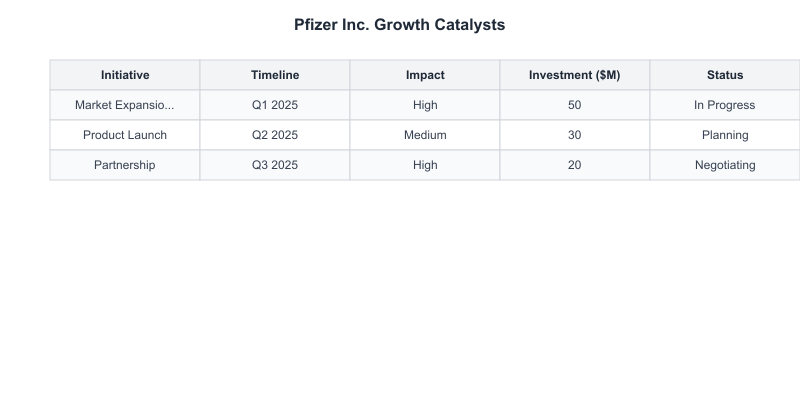 Pfizer Inc. Growth Catalysts
Initiative Timeline Impact Investment ($M) Status
Market Expansio... Q1 2025 High 50 In Progress
Product Launch Q2 2025 Medium 30 Planning
Partnership Q3 2025 High 20 Negotiating